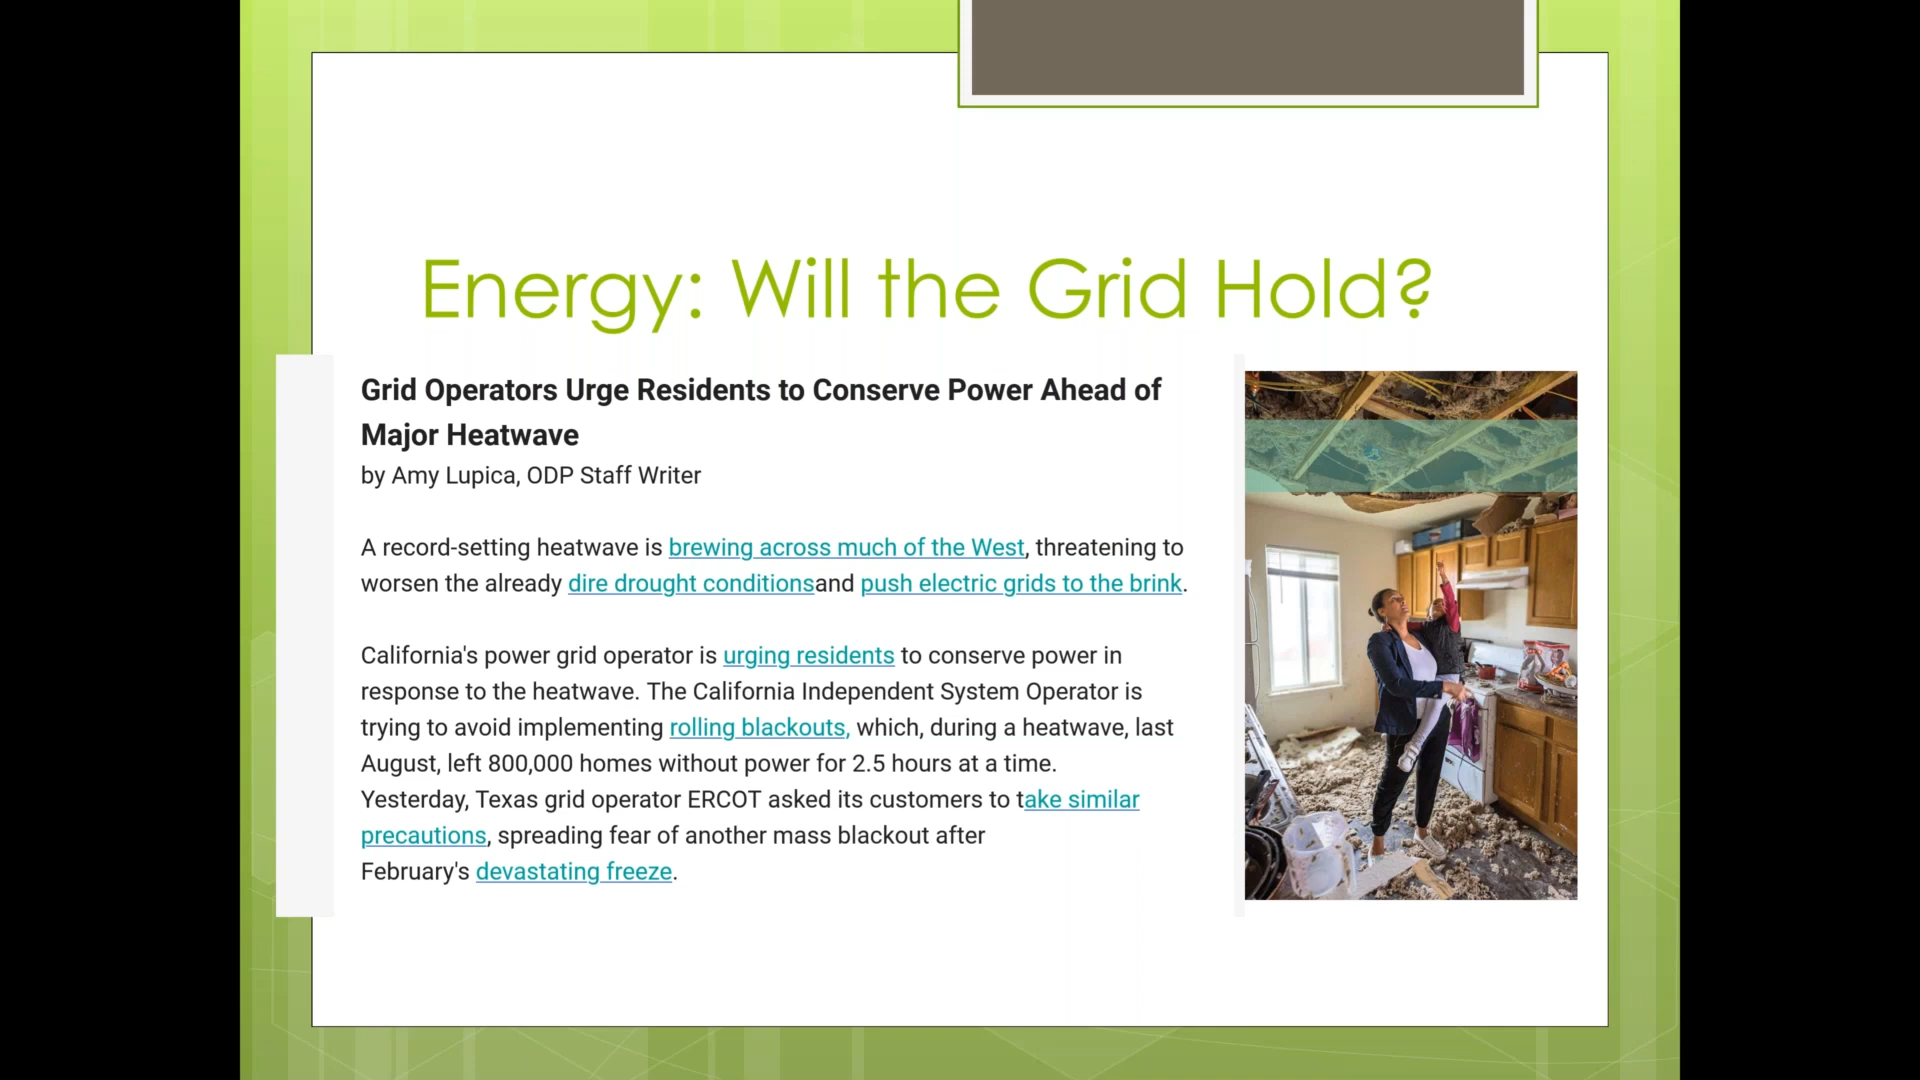 Energy: Will the Grid Hold?
Grid Operators Urge Residents to Conserve Power Ahead of
Major Heatwave
by Amy Lupica, ODP Staff Writer
A record-setting heatwave is brewing across much of the West, threatening to
worsen the already dire drought conditionsand push electric grids to the brink.
California's power grid operator is urging residents to conserve power in
response to the heatwave. The California Independent System Operator is
trying to avoid implementing rolling blackouts, which, during a heatwave, last
August, left 800,000 homes without power for 2.5 hours at a time.
Yesterday, Texas grid operator ERCOT asked its customers to take similar
precautions, spreading fear of another mass blackout after
February's devastating freeze.